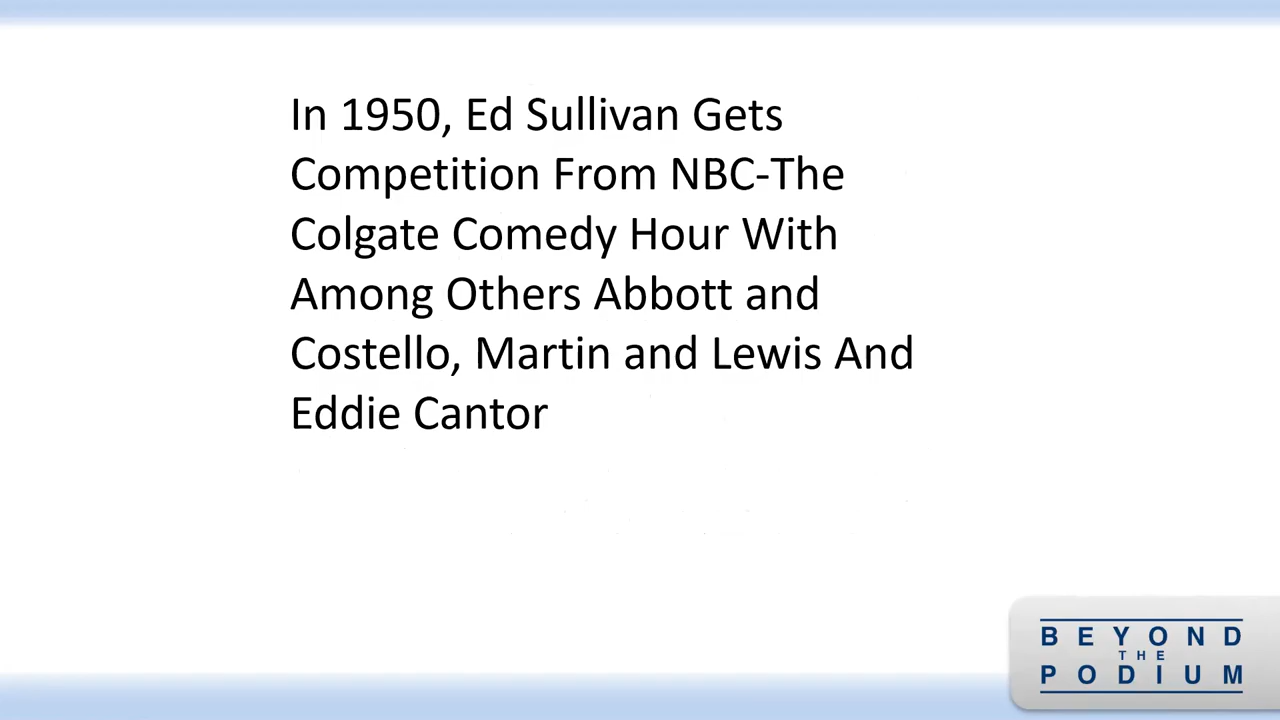 In 1950, Ed Sullivan Gets
Competition From NBC-The
Colgate Comedy Hour With
Among Others Abbott and
Costello, Martin and Lewis And
Eddie Cantor
BEYOND
THE
PODIUM